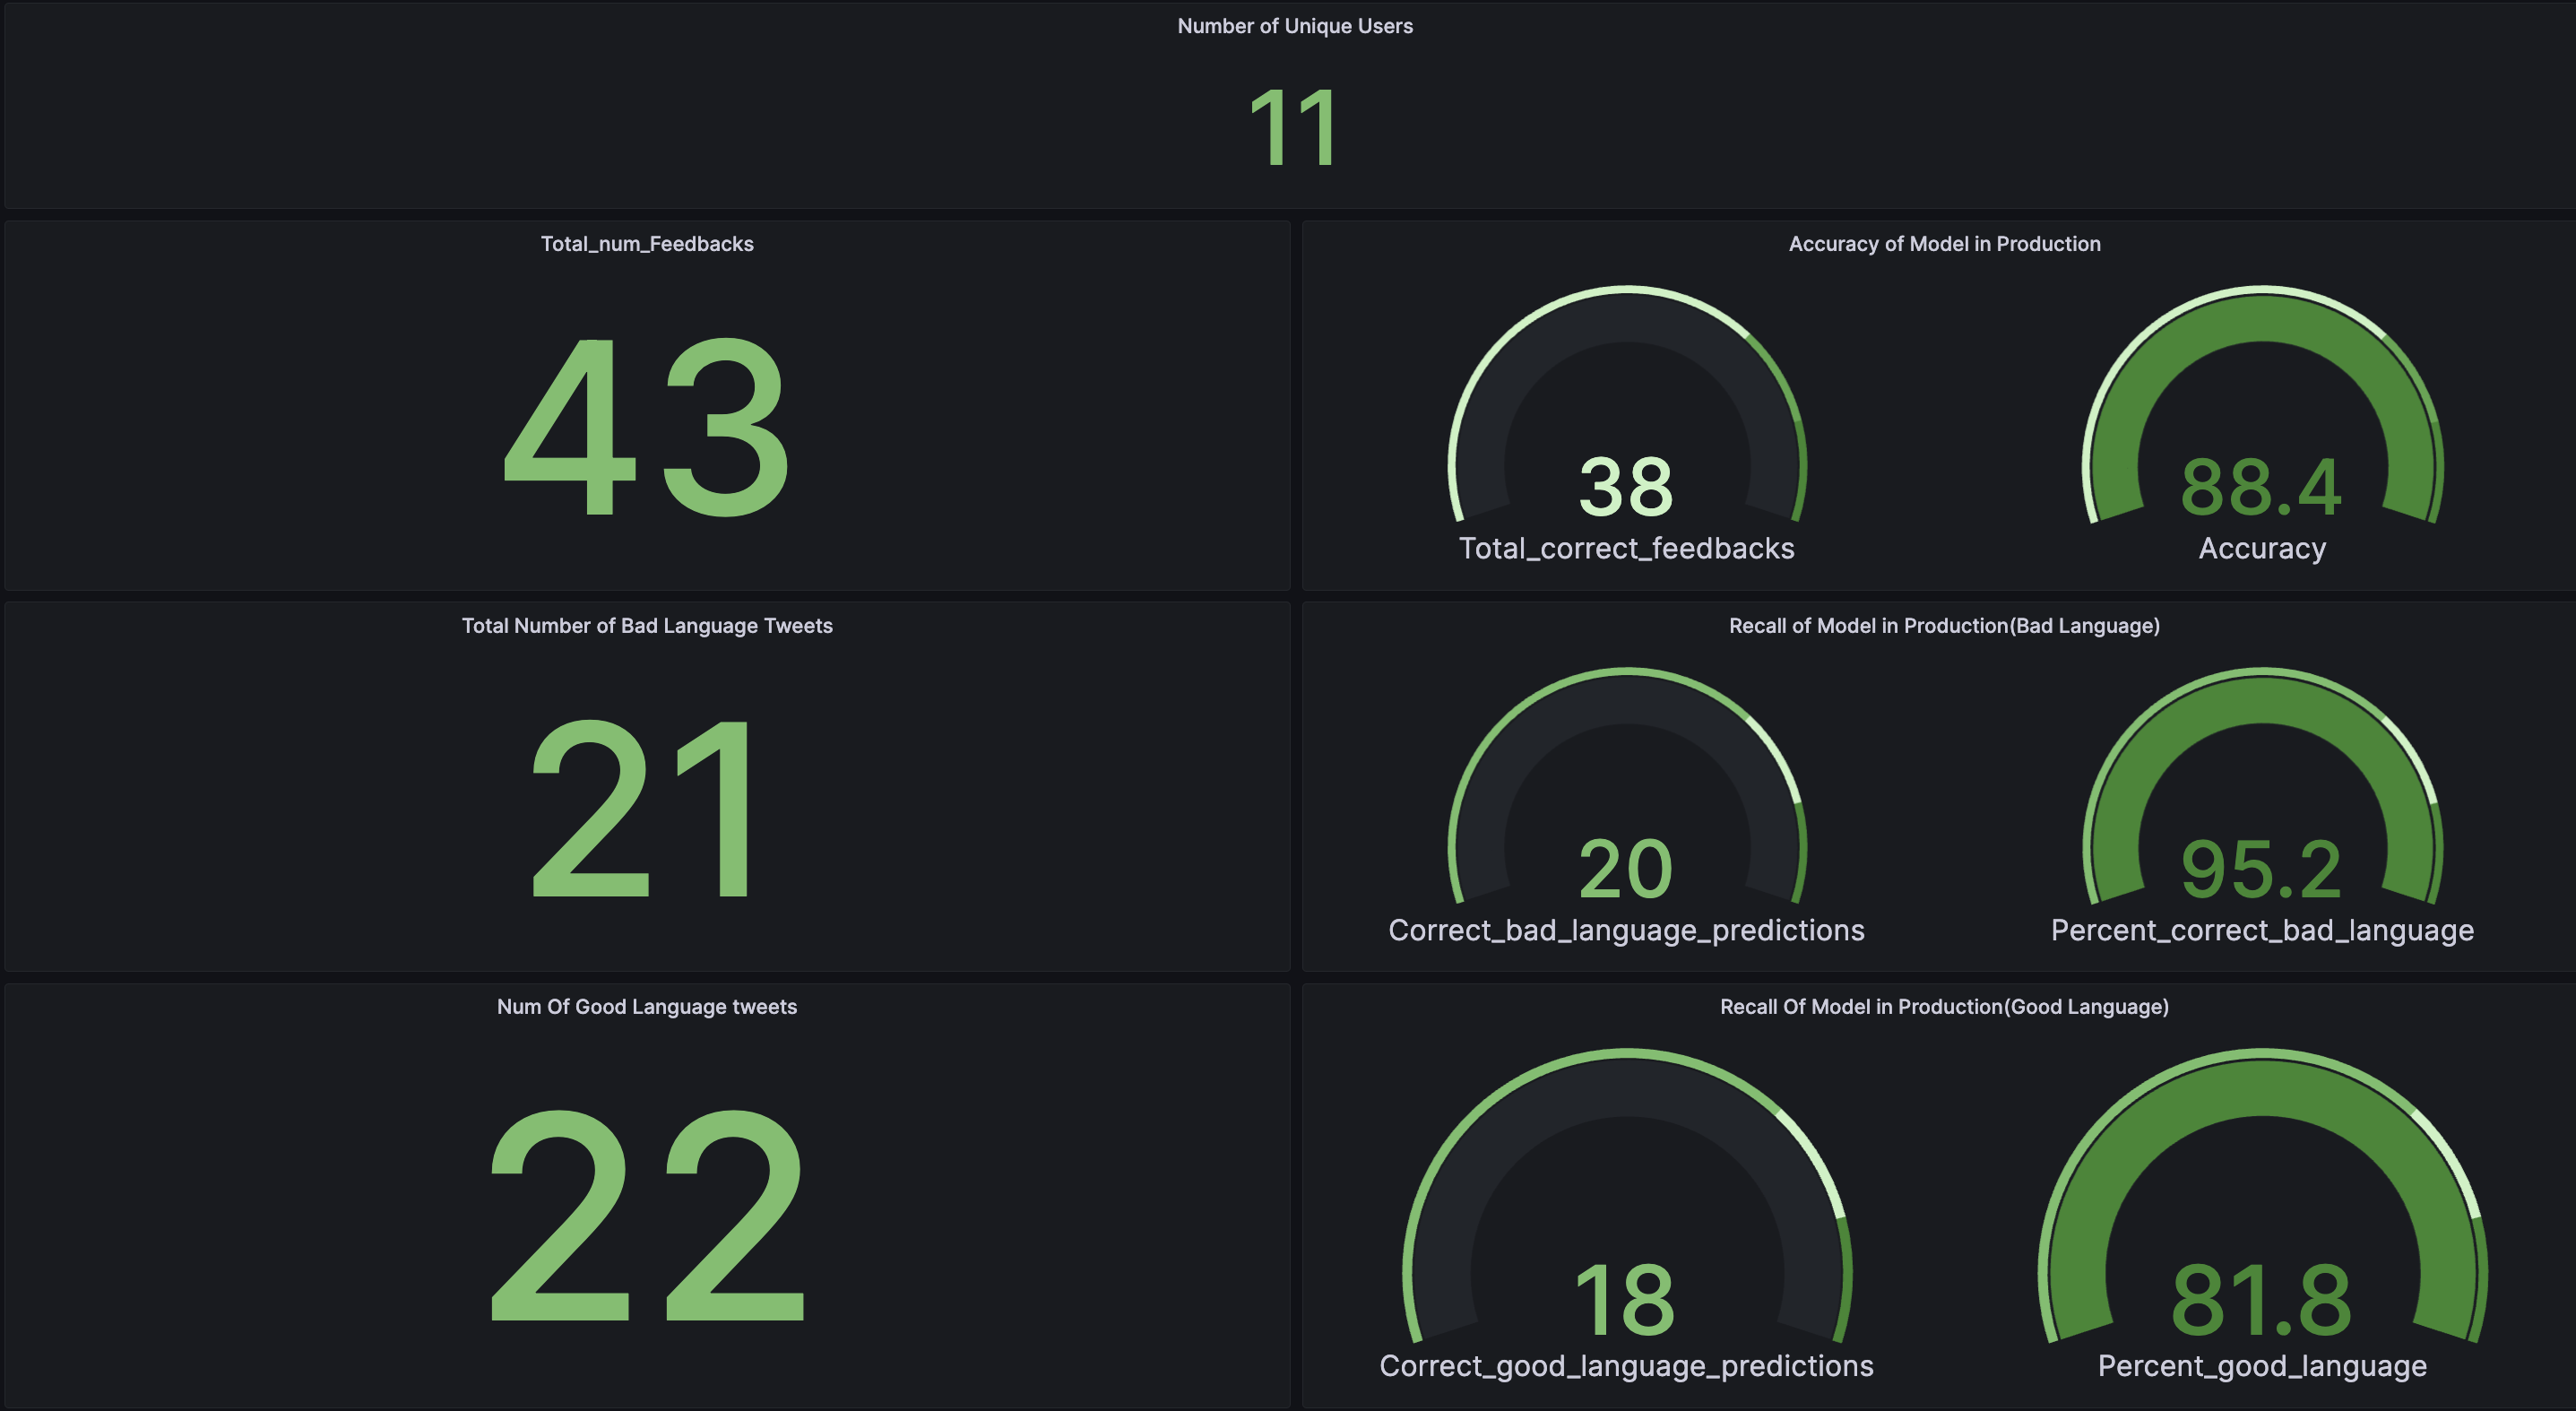 Number of Unique Users
11
Total_num_Feedbacks
43
Accuracy of Model in Production
38
Total_correct_feedbacks
88.4
Accuracy
Total Number of Bad Language Tweets
21
Recall of Model in Production(Bad Language)
20
Correct_bad_language_predictions
95.2
Percent_correct_bad_language
Num Of Good Language tweets
22
Recall Of Model in Production(Good Language)
18
Correct_good_language_predictions
81.8
Percent_good_language